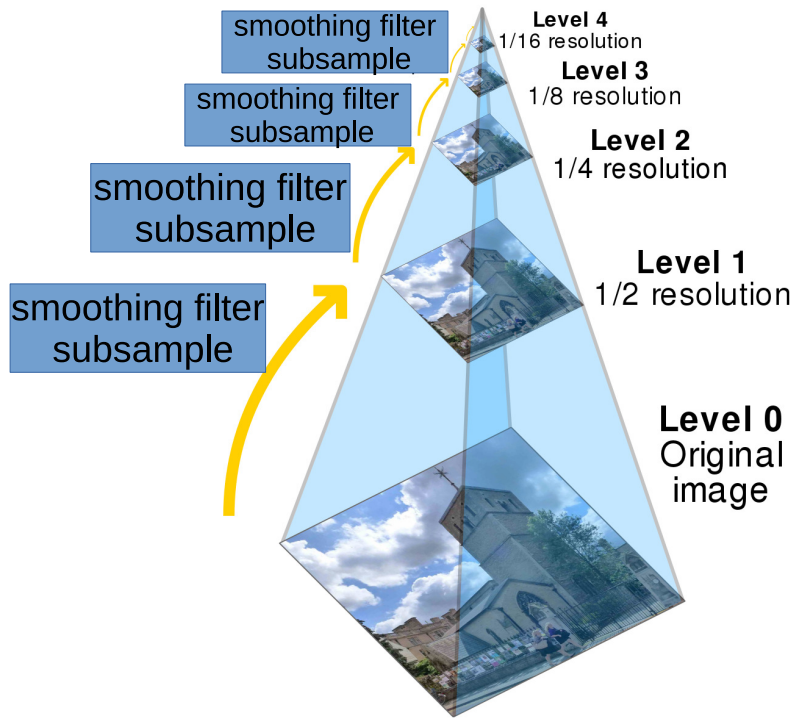 smoothing filter
subsample
Level 4
1/16 resolution
smoothing filter
subsample
Level 3
1/8 resolution
smoothing filter
subsample
Level 2
1/4 resolution
smoothing filter
subsample
Level 1
1/2 resolution
Level 0
Original
image